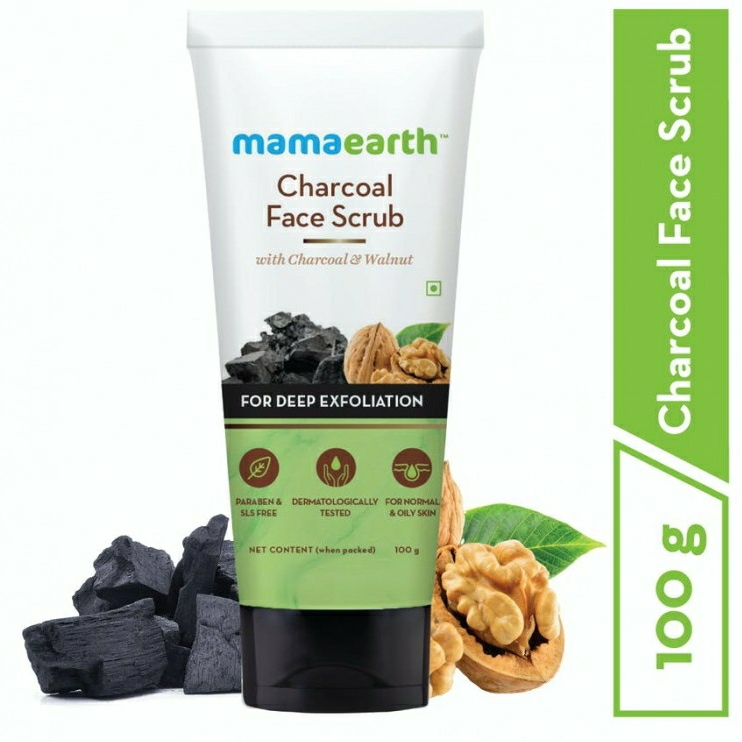 mamaearth™
Charcoal
Face Scrub
with Charcoal & Walnut
FOR DEEP EXFOLIATION
PARABEN &
SLS FREE
DERMATOLOGICALLY
TESTED
FOR NORMAL
& OILY SKIN
NET CONTENT (when packed) 100 g
Charcoal Face Scrub
100 g